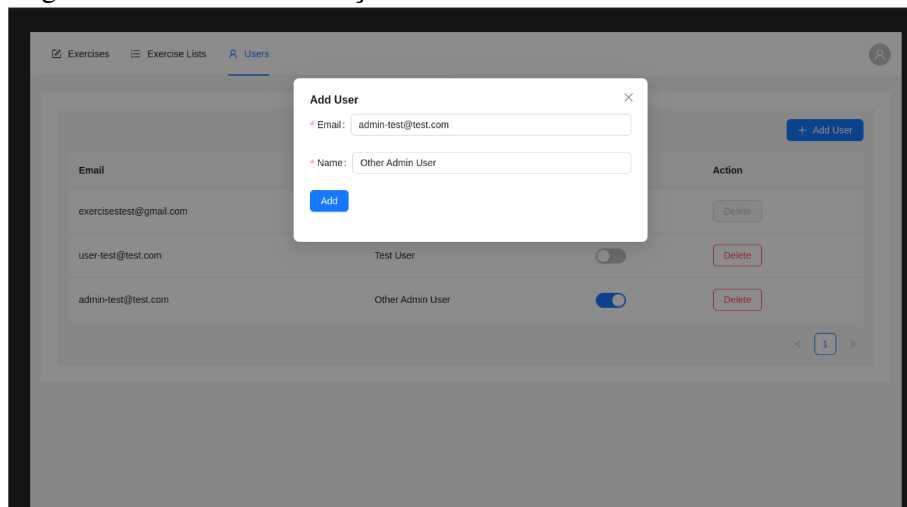 Exercises Exercise Lists Users
Add User
* Email: admin-test@test.com
+ Add User
* Name: Other Admin User
Email Action
Add
exercisestest@gmail.com Delete
user-test@test.com Test User Delete
admin-test@test.com Other Admin User Delete
< 1 >